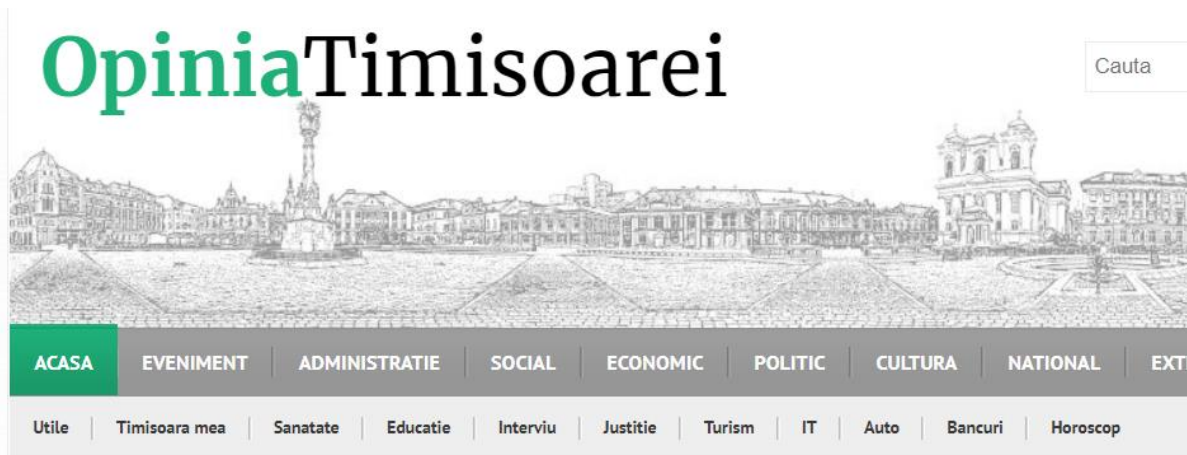 OpiniaTimisoarei
Cauta
ACASA EVENIMENT ADMINISTRATIE SOCIAL ECONOMIC POLITIC CULTURA NATIONAL EXT
Utile Timisoara mea Sanatate Educatie Interviu Justitie Turism IT Auto Bancuri Horoscop